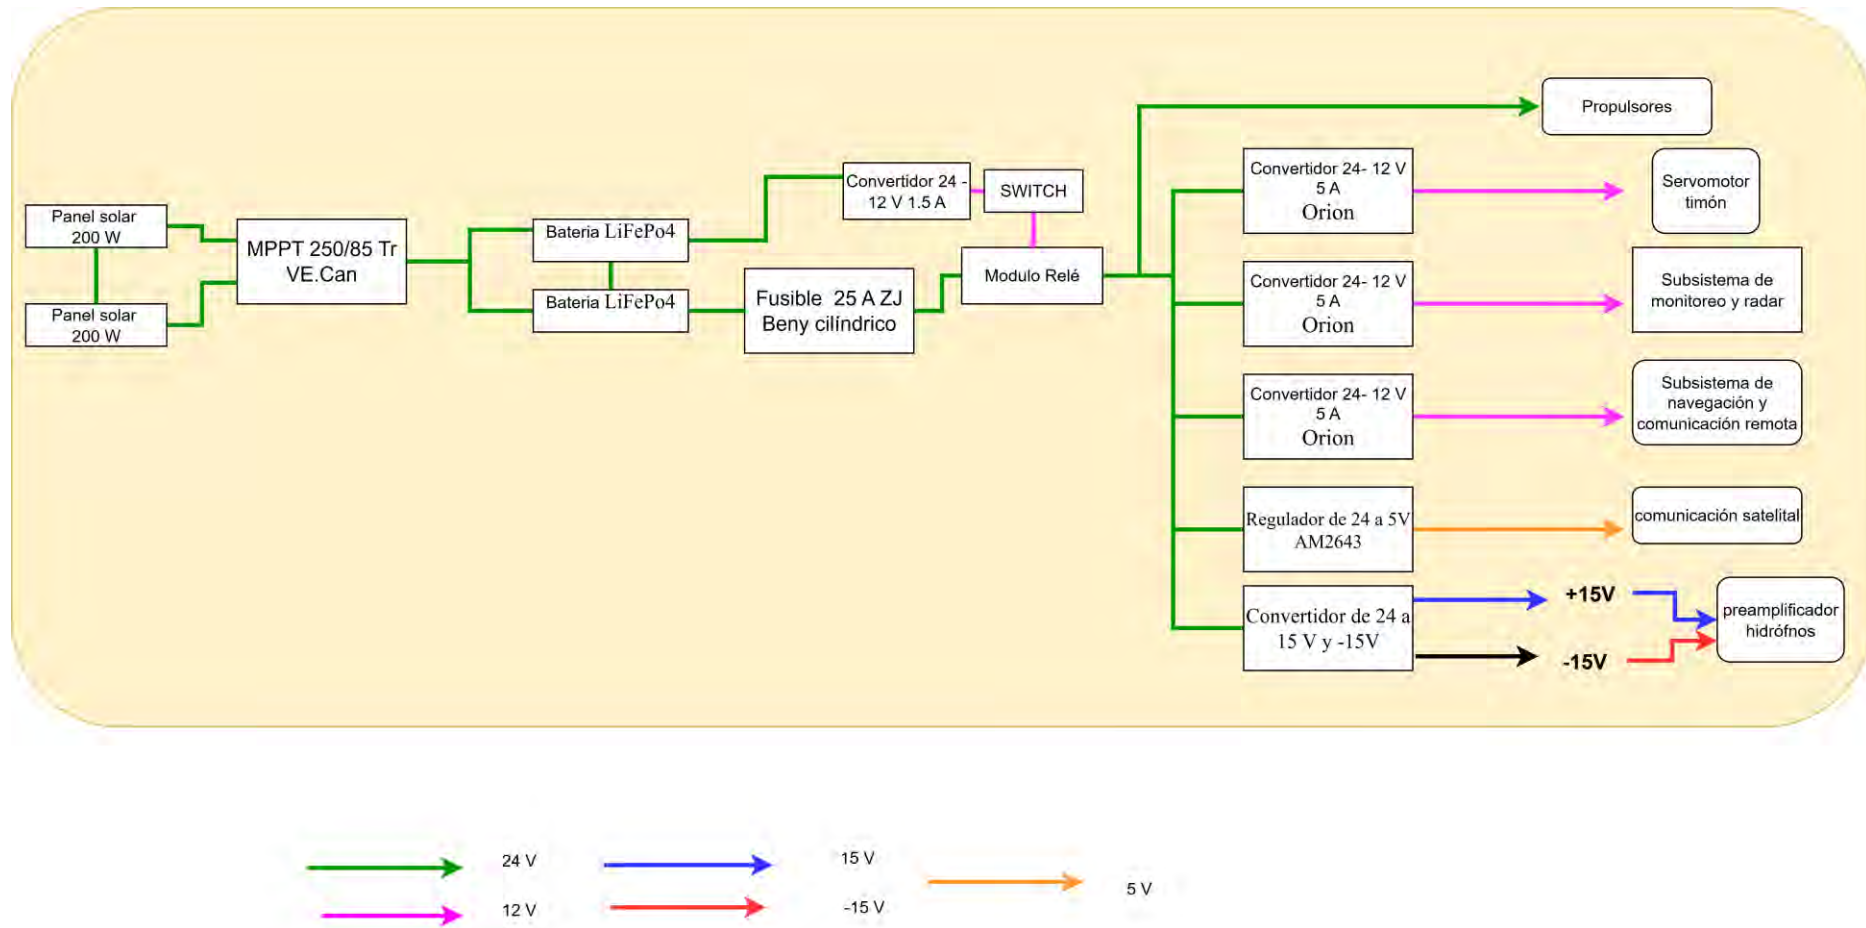 Panel solar
200 W
Panel solar
200 W
MPPT 250/85 Tr
VE.Can
Bateria LiFePo4
Bateria LiFePo4
Convertidor 24 -
12 V 1.5 A
SWITCH
Fusible 25 A ZJ
Beny cilíndrico
Modulo Relé
Propulsores
Convertidor 24- 12 V
5 A
Orion
Servomotor
timón
Convertidor 24- 12 V
5 A
Orion
Subsistema de
monitoreo y radar
Convertidor 24- 12 V
5 A
Orion
Subsistema de
navegación y
comunicación remota
Regulador de 24 a 5V
AM2643
comunicación satelital
Convertidor de 24 a
15 V y -15V
+15V
-15V
preamplificador
hidrófnos
24 V
15 V
5 V
12 V
-15 V